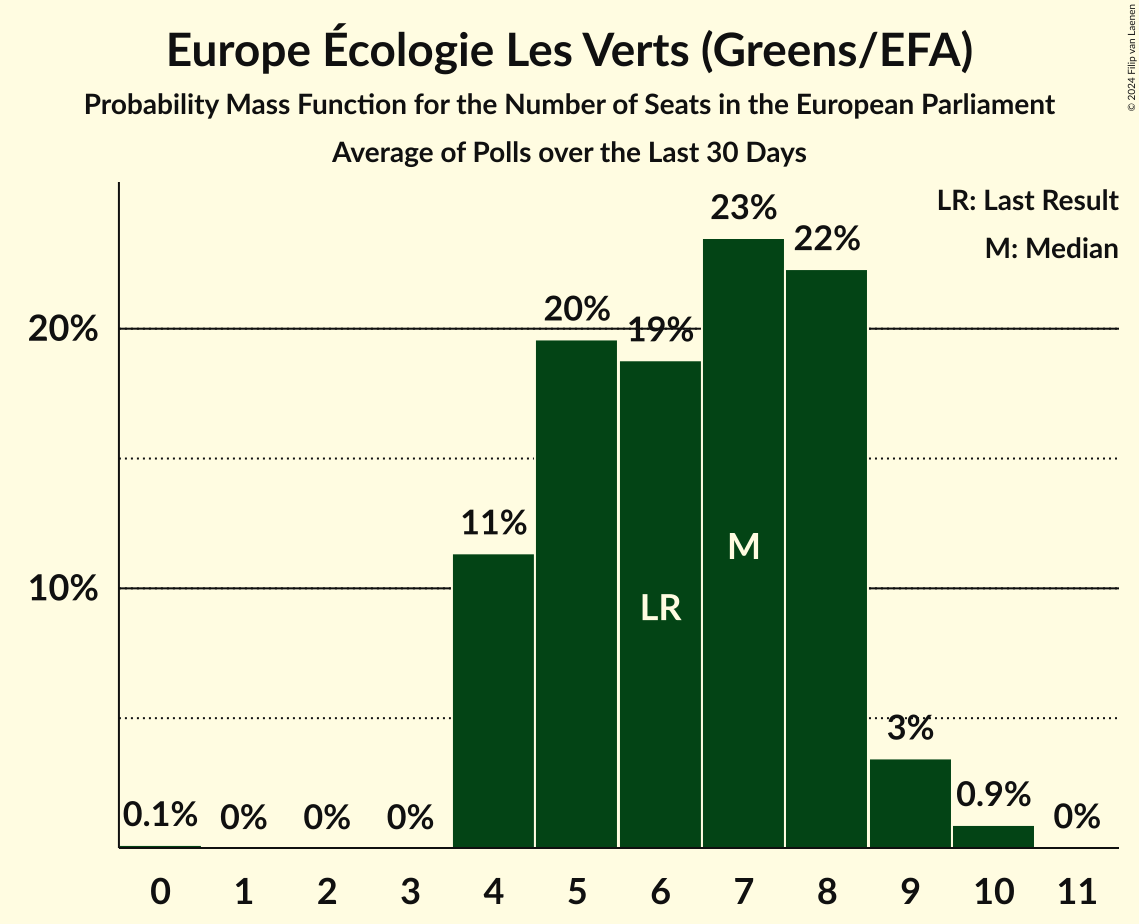 Europe Écologie Les Verts (Greens/EFA)
Probability Mass Function for the Number of Seats in the European Parliament
Average of Polls over the Last 30 Days
© 2024 Filip van Laenen
LR: Last Result
M: Median
23%
22%
20%
19%
20%
11%
M
10%
LR
3%
0.1%
0%
0%
0%
0.9%
0%
0 1 2 3 4 5 6 7 8 9 10 11